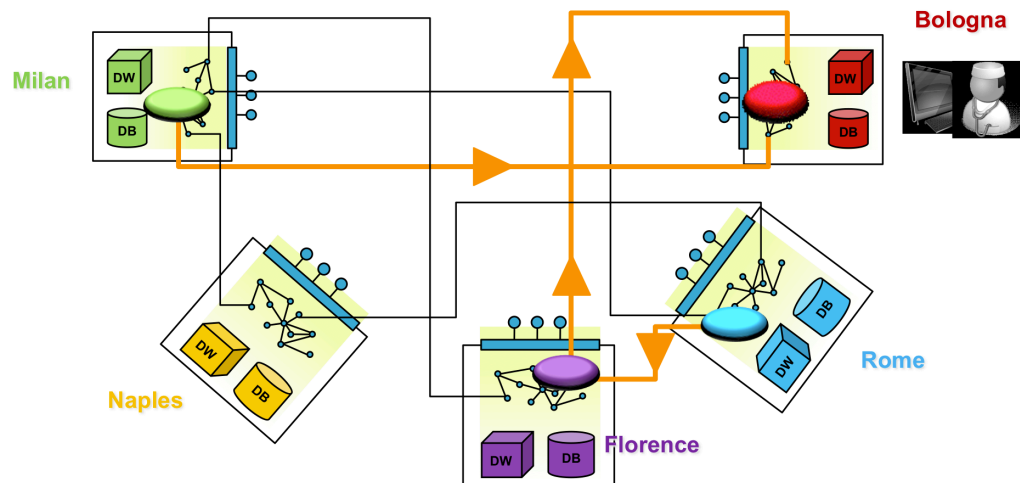 Bologna
Milan
DW
DB
DW
DB
DW
DB
Naples
DW
DB
Florence
DB
DW
Rome